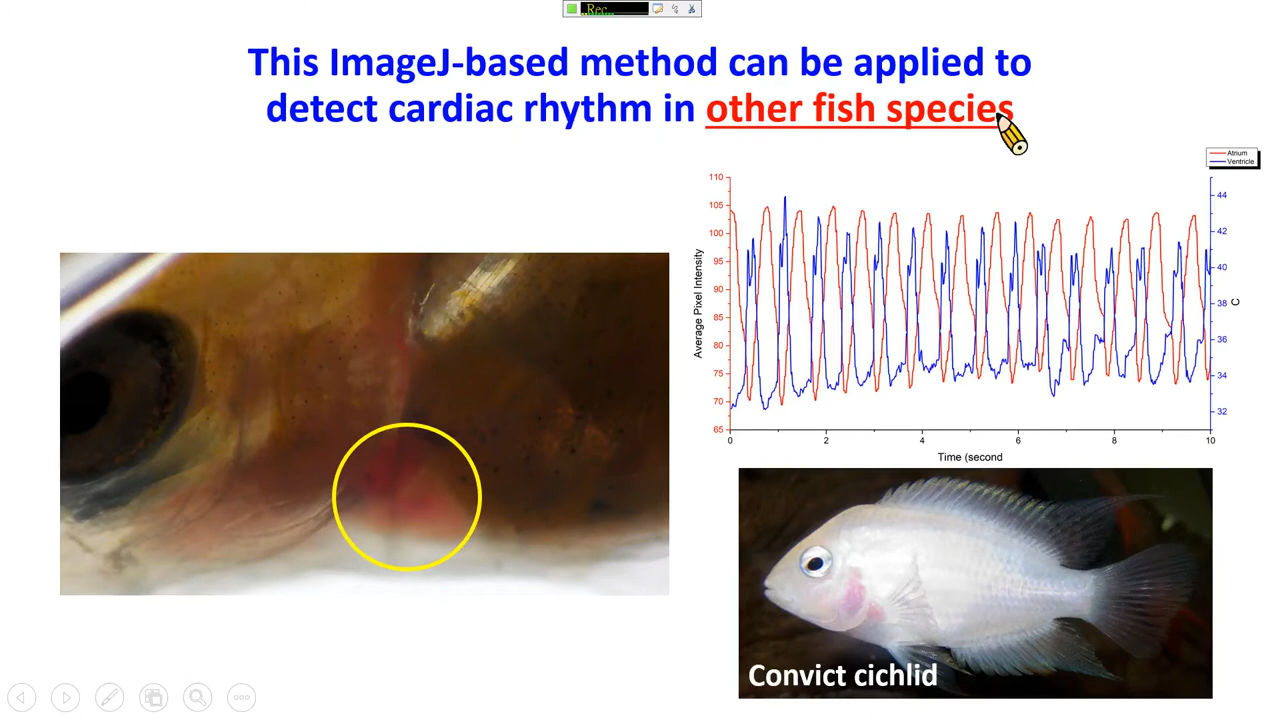 Rec
This ImageJ-based method can be applied to
detect cardiac rhythm in other fish species
Atrium
Ventricle
110
105
100
95
90
85
80
75
70
65
Average Pixel Intensity
44
42
40
38
36
34
32
C
0 2 4 6 8 10
Time (second
Convict cichlid